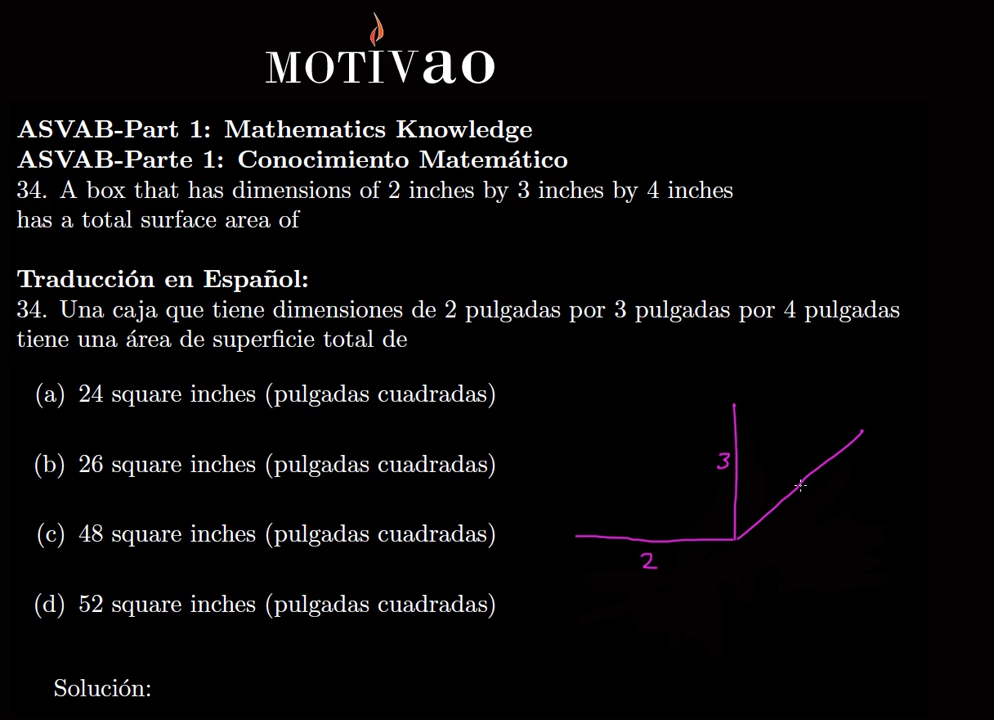 MOTIVao
ASVAB-Part 1: Mathematics Knowledge
ASVAB-Parte 1: Conocimiento Matemático
34. A box that has dimensions of 2 inches by 3 inches by 4 inches
has a total surface area of
Traducción en Español:
34. Una caja que tiene dimensiones de 2 pulgadas por 3 pulgadas por 4 pulgadas
tiene una área de superficie total de
(a) 24 square inches (pulgadas cuadradas)
(b) 26 square inches (pulgadas cuadradas)
(c) 48 square inches (pulgadas cuadradas)
(d) 52 square inches (pulgadas cuadradas)
3
2
Solución: